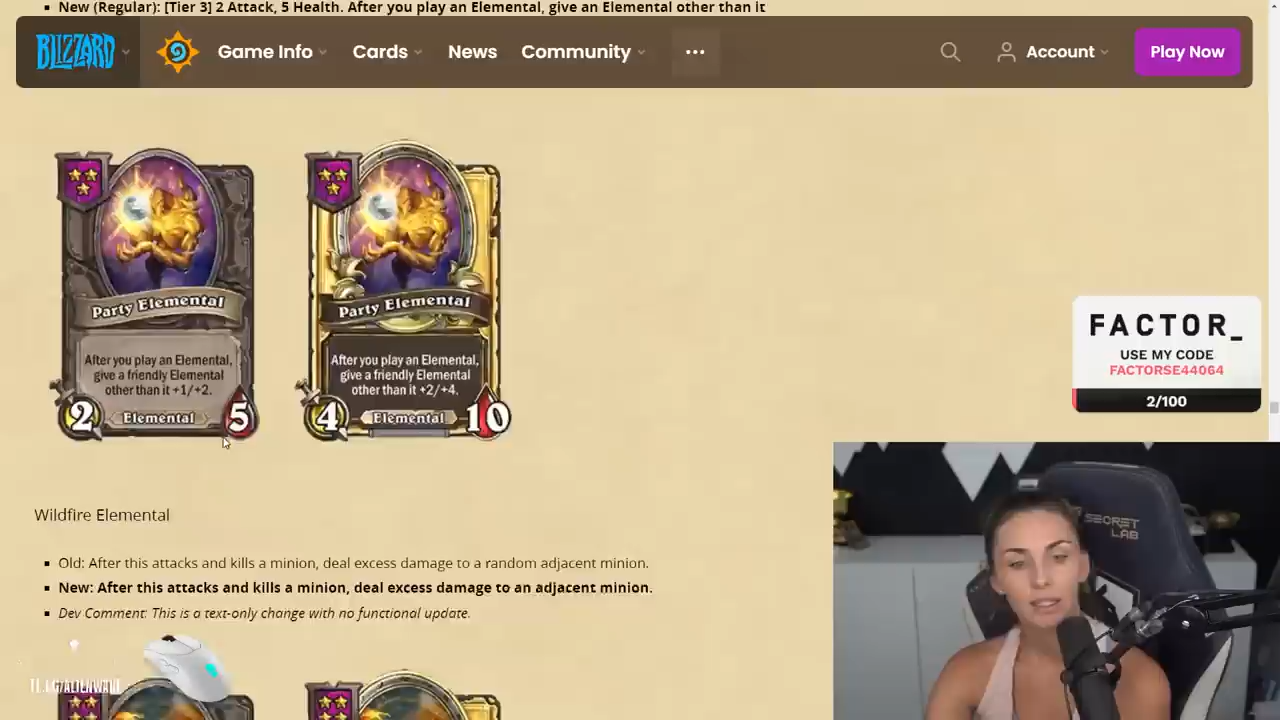 New (Regular): [Tier 3] 2 Attack, 5 Health. After you play an Elemental, give an Elemental other than it
BLIZZARD Game Info Cards News Community ••• Account Play Now
Party Elemental
After you play an Elemental,
give a friendly Elemental
other than it +1/+2.
2 Elemental 5
Party Elemental
After you play an Elemental,
give a friendly Elemental
other than it +2/+4.
4 Elemental 10
FACTOR_
USE MY CODE
FACTORSE44064
2/100
SECRET
LAB
Wildfire Elemental
Old: After this attacks and kills a minion, deal excess damage to a random adjacent minion.
New: After this attacks and kills a minion, deal excess damage to an adjacent minion.
Dev Comment: This is a text-only change with no functional update.